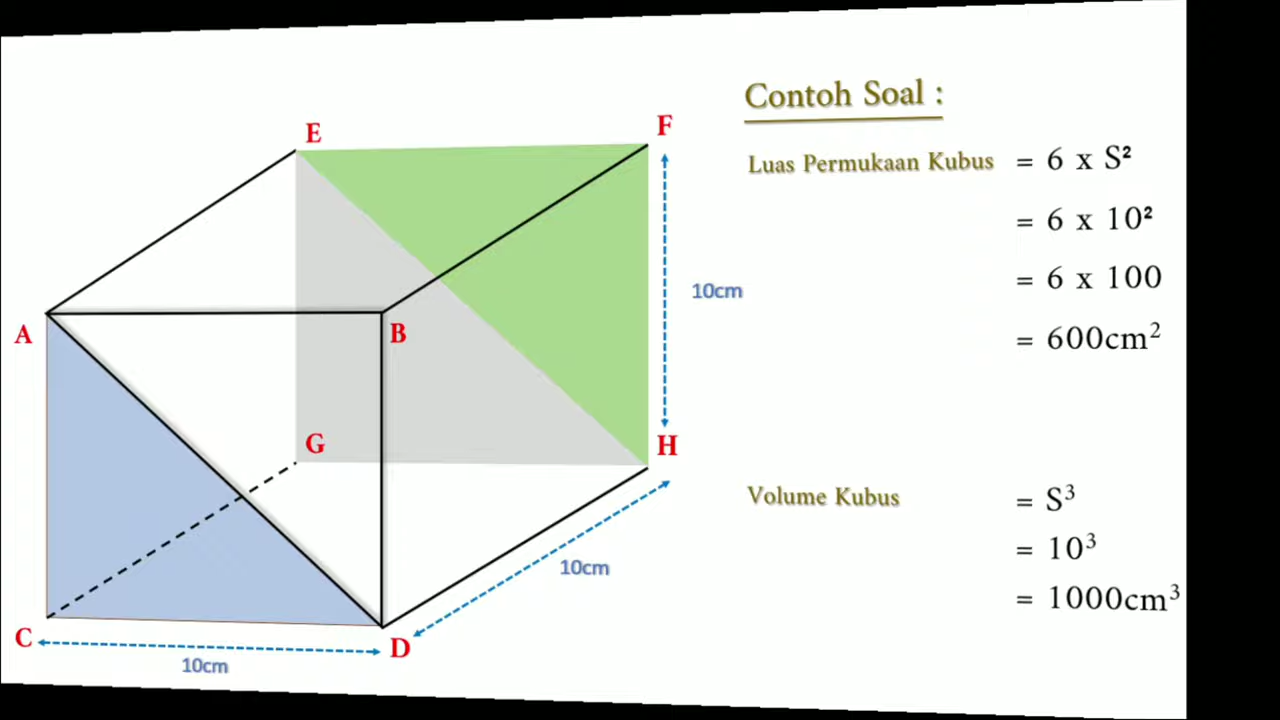 Contoh Soal :
Luas Permukaan Kubus = 6 x S²
= 6 x 10²
= 6 x 100
= 600cm²
Volume Kubus = S³
= 10³
= 1000cm³
E
F
A
B
10cm
G
H
10cm
C
D
10cm